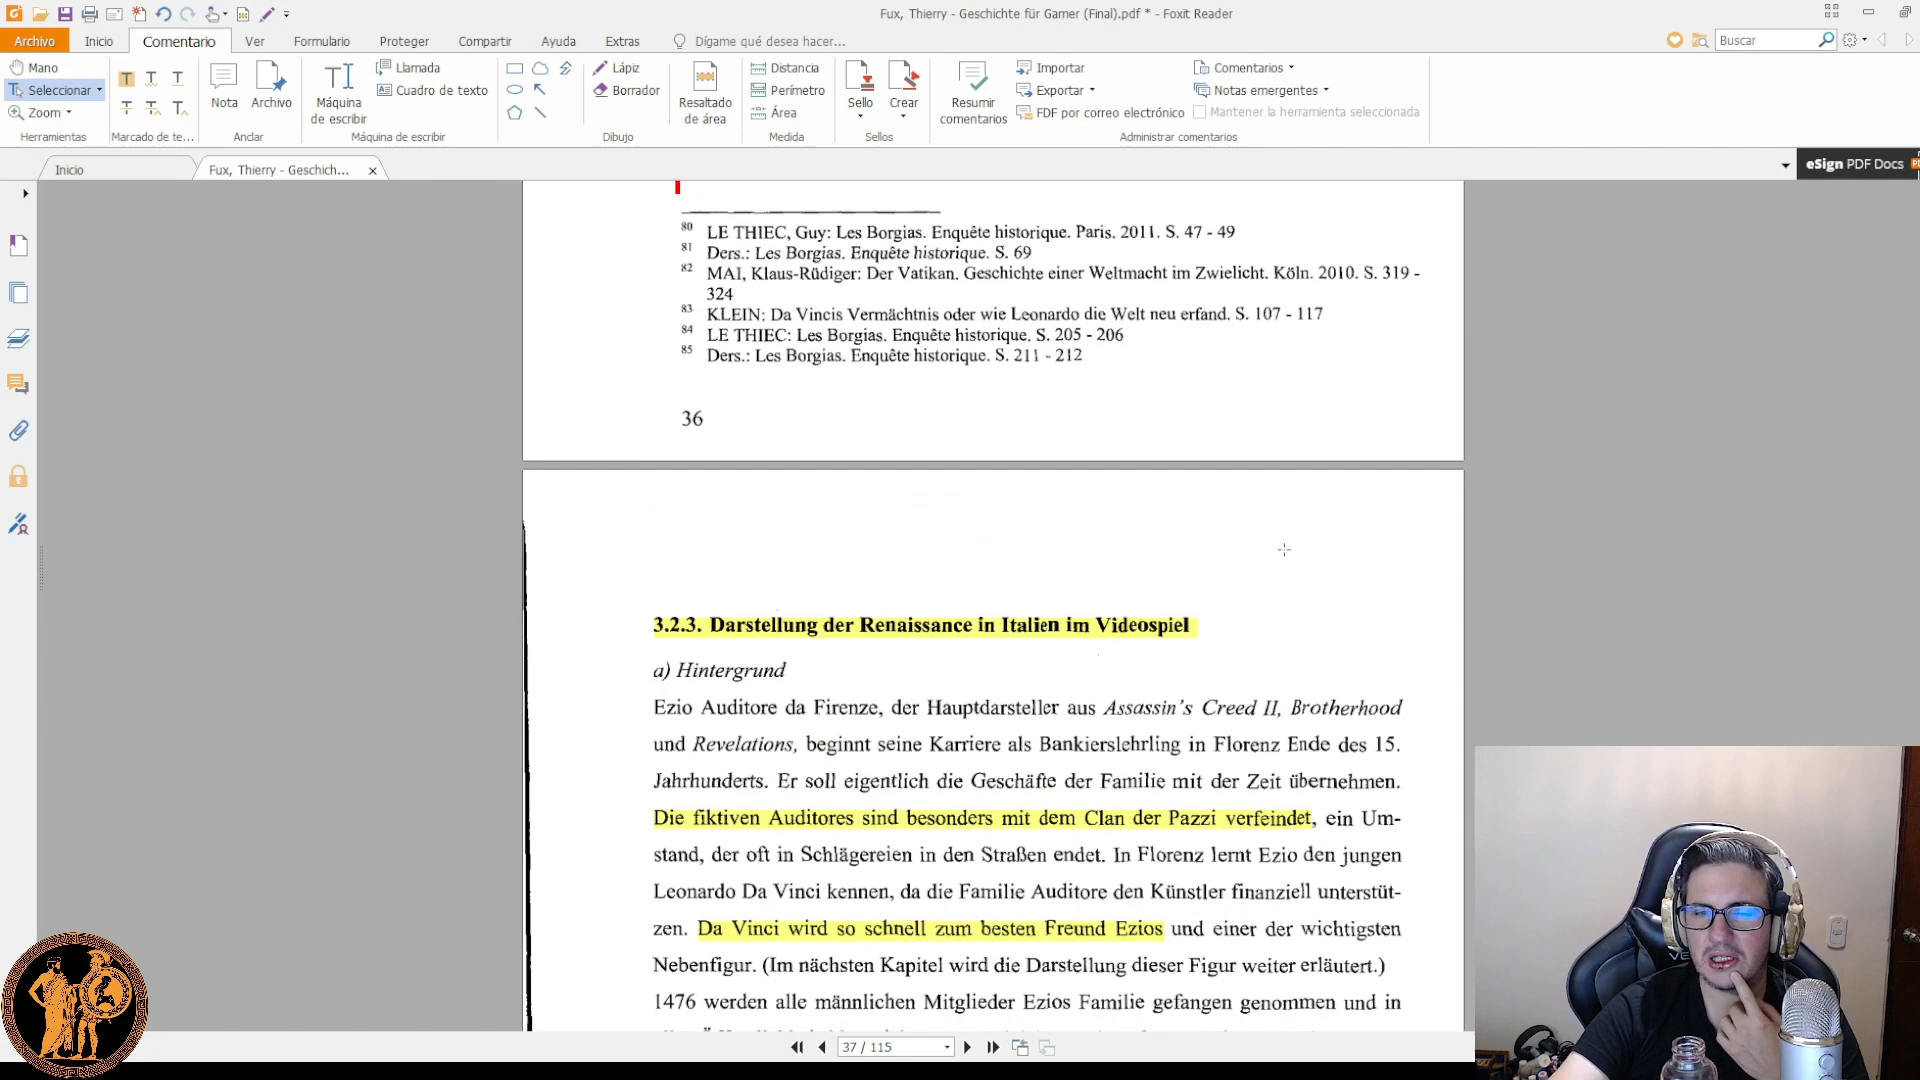 Fux, Thierry - Geschichte für Gamer (Final).pdf * - Foxit Reader
Archivo Inicio Comentario Ver Formulario Proteger Compartir Ayuda Extras Dígame qué desea hacer... Buscar
Mano
Seleccionar
Zoom
Herramientas
Marcado de te...
Nota
Archivo
Anclar
Máquina de escribir
Llamada
Cuadro de texto
Máquina de escribir
Lápiz
Borrador
Dibujo
Resaltado de área
Distancia
Perímetro
Área
Medida
Sello
Crear
Sellos
Resumir comentarios
Importar
Exportar
FDF por correo electrónico
Comentarios
Notas emergentes
Mantener la herramienta seleccionada
Administrar comentarios
Inicio
Fux, Thierry - Geschich...
eSign PDF Docs
80 LE THIEC, Guy: Les Borgias. Enquête historique. Paris. 2011. S. 47 - 49
81 Ders.: Les Borgias. Enquête historique. S. 69
82 MAI, Klaus-Rüdiger: Der Vatikan. Geschichte einer Weltmacht im Zwielicht. Köln. 2010. S. 319 -
324
83 KLEIN: Da Vincis Vermächtnis oder wie Leonardo die Welt neu erfand. S. 107 - 117
84 LE THIEC: Les Borgias. Enquête historique. S. 205 - 206
85 Ders.: Les Borgias. Enquête historique. S. 211 - 212
36
3.2.3. Darstellung der Renaissance in Italien im Videospiel
a) Hintergrund
Ezio Auditore da Firenze, der Hauptdarsteller aus Assassin's Creed II, Brotherhood
und Revelations, beginnt seine Karriere als Bankierslehrling in Florenz Ende des 15.
Jahrhunderts. Er soll eigentlich die Geschäfte der Familie mit der Zeit übernehmen.
Die fiktiven Auditores sind besonders mit dem Clan der Pazzi verfeindet, ein Um-
stand, der oft in Schlägereien in den Straßen endet. In Florenz lernt Ezio den jungen
Leonardo Da Vinci kennen, da die Familie Auditore den Künstler finanziell unterstüt-
zen. Da Vinci wird so schnell zum besten Freund Ezios und einer der wichtigsten
Nebenfigur. (Im nächsten Kapitel wird die Darstellung dieser Figur weiter erläutert.)
1476 werden alle männlichen Mitglieder Ezios Familie gefangen genommen und in
37 / 115